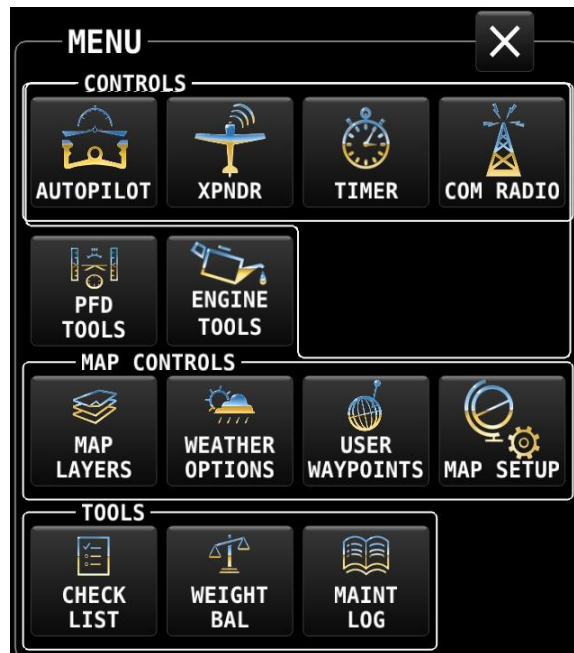 MENU
CONTROLS
AUTOPILOT
XPNDR
TIMER
COM RADIO
PFD
TOOLS
ENGINE
TOOLS
MAP CONTROLS
MAP
LAYERS
WEATHER
OPTIONS
USER
WAYPOINTS
MAP SETUP
TOOLS
CHECK
LIST
WEIGHT
BAL
MAINT
LOG